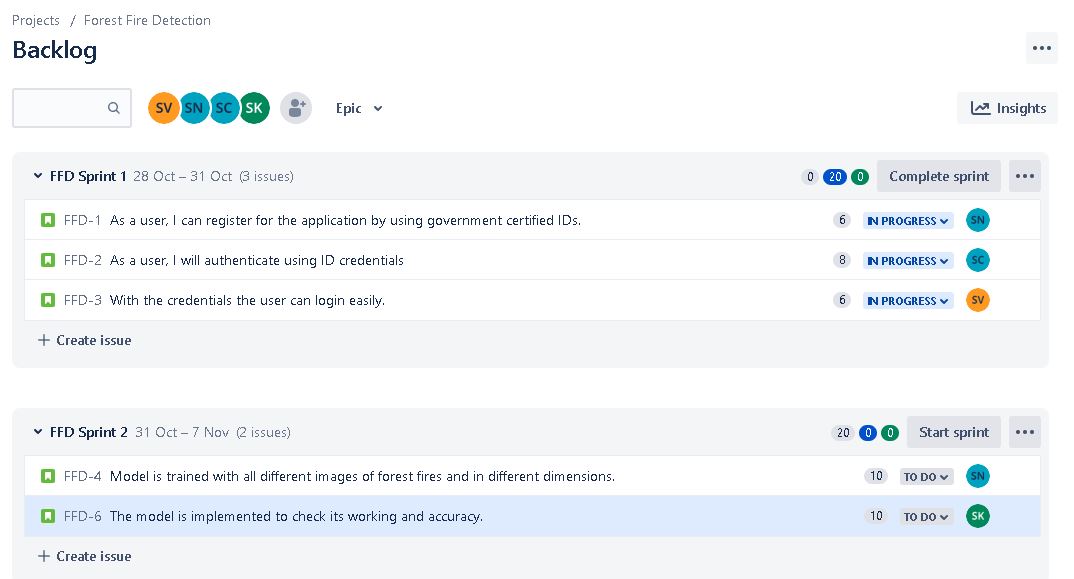 Projects / Forest Fire Detection
Backlog
SV SN SC SK Epic Insights
FFD Sprint 1 28 Oct – 31 Oct (3 issues) 0 20 0 Complete sprint
FFD-1 As a user, I can register for the application by using government certified IDs. 6 IN PROGRESS SN
FFD-2 As a user, I will authenticate using ID credentials 8 IN PROGRESS SC
FFD-3 With the credentials the user can login easily. 6 IN PROGRESS SV
+ Create issue
FFD Sprint 2 31 Oct – 7 Nov (2 issues) 20 0 0 Start sprint
FFD-4 Model is trained with all different images of forest fires and in different dimensions. 10 TO DO SN
FFD-6 The model is implemented to check its working and accuracy. 10 TO DO SK
+ Create issue